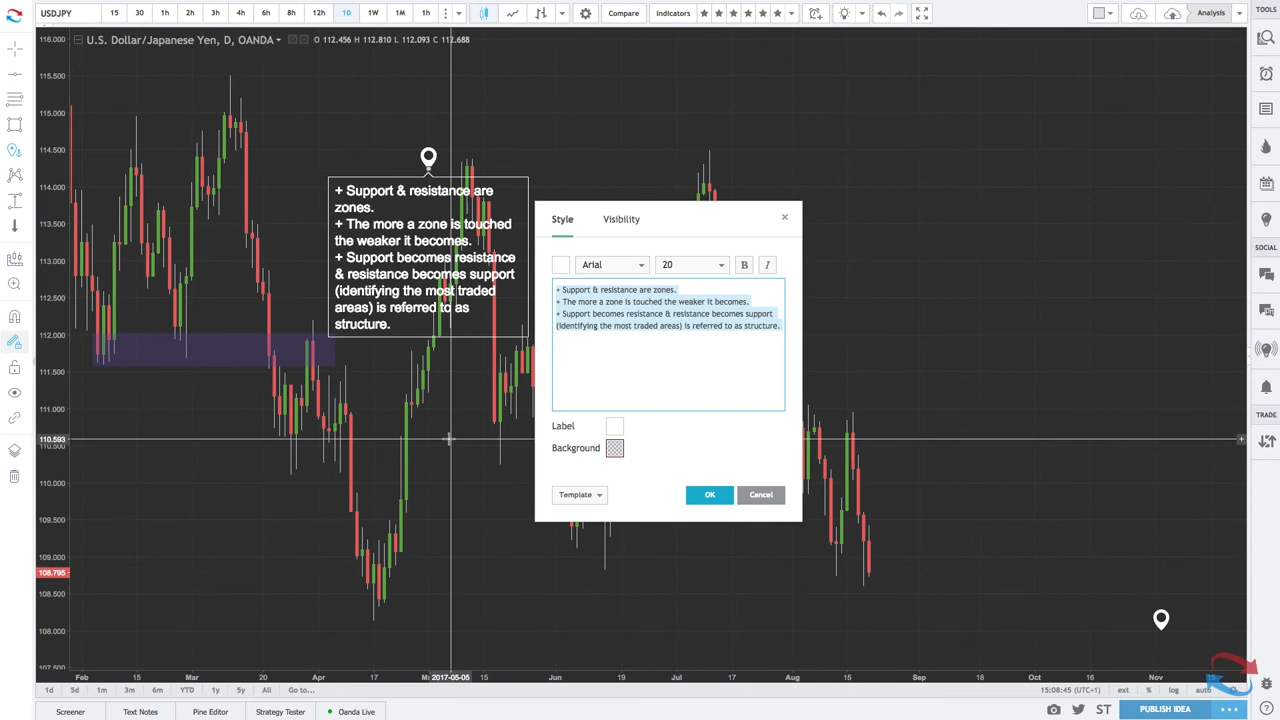 USDJPY 15 30 1h 2h 3h 4h 6h 8h 12h 1D 1W 1M 1h Compare Indicators Analysis TOOLS
U.S. Dollar/Japanese Yen, D, OANDA O 112.456 H 112.810 L 112.093 C 112.688
116.000
115.500
115.000
114.500
114.000
113.500
113.000
112.500
112.000
111.500
111.000
110.593
110.500
110.000
109.500
109.000
108.795
108.500
108.000
107.500
+ Support & resistance are
zones.
+ The more a zone is touched
the weaker it becomes.
+ Support becomes resistance
& resistance becomes support
(identifying the most traded
areas) is referred to as
structure.
Style Visibility ×
Arial 20 B I
+ Support & resistance are zones.
+ The more a zone is touched the weaker it becomes.
+ Support becomes resistance & resistance becomes support
(identifying the most traded areas) is referred to as structure.
Label
Background
Template OK Cancel
SOCIAL
TRADE
Feb 15 Mar 20 Apr 17 2017-05-05 15 19 Jul 17 Aug 15 18 Oct 16 Nov
1d 5d 1m 3m 6m YTD 1y 5y All Go to... 15:08:45 (UTC+1) ext % log auto
Screener Text Notes Pine Editor Strategy Tester Oanda Live ST PUBLISH IDEA